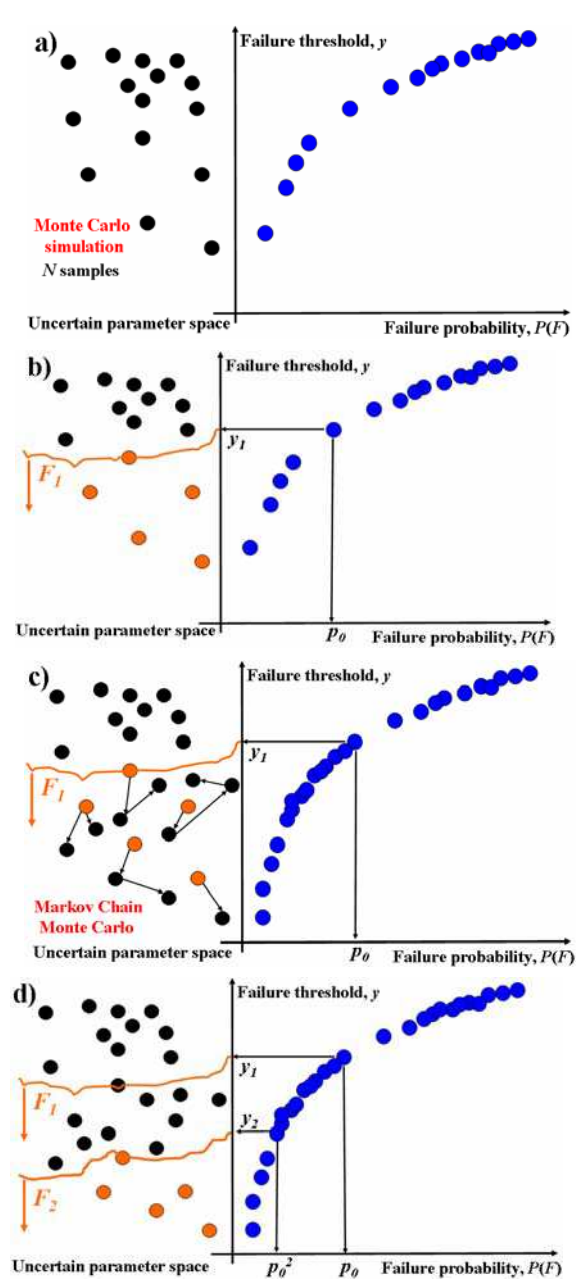 a)
Failure threshold, y
Monte Carlo
simulation
N samples
Uncertain parameter space
Failure probability, P(F)
b)
Failure threshold, y
y1
F1
Uncertain parameter space
p0
Failure probability, P(F)
c)
Failure threshold, y
y1
F1
Markov Chain
Monte Carlo
Uncertain parameter space
p0
Failure probability, P(F)
d)
Failure threshold, y
y1
F1
y2
F2
Uncertain parameter space
p0²
p0
Failure probability, P(F)